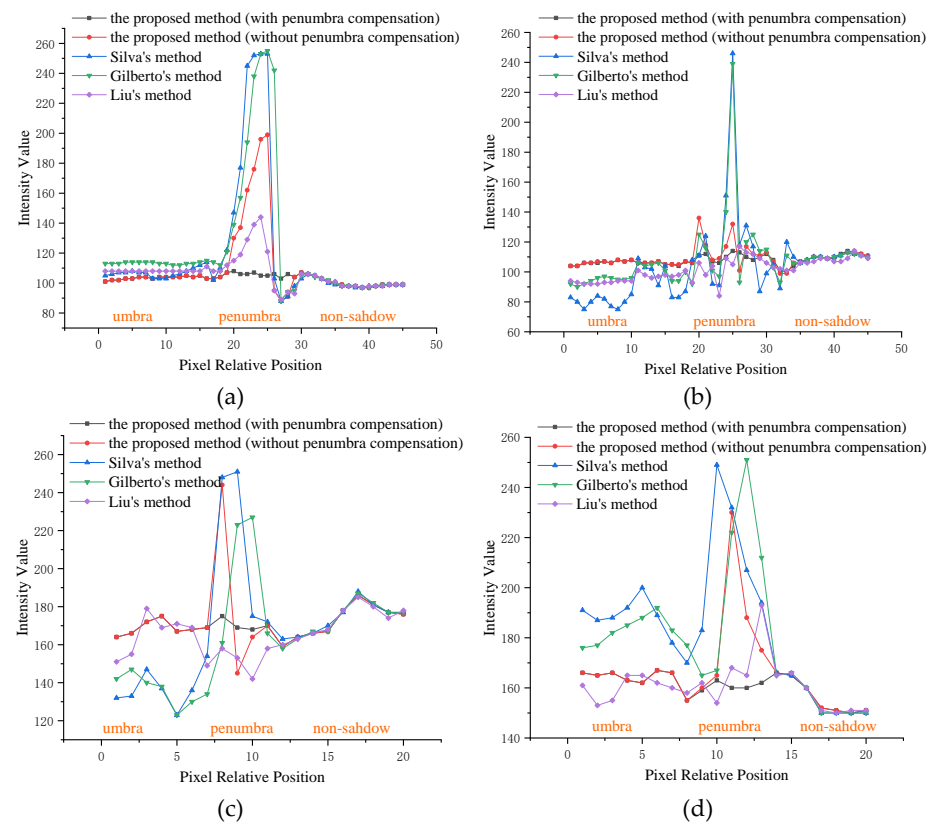 the proposed method (with penumbra compensation)
the proposed method (without penumbra compensation)
Silva's method
Gilberto's method
Liu's method
260
240
220
200
180
160
140
120
100
80
Intensity Value
umbra
penumbra
non-sahdow
0
10
20
30
40
50
Pixel Relative Position
(a)
the proposed method (with penumbra compensation)
the proposed method (without penumbra compensation)
Silva's method
Gilberto's method
Liu's method
260
240
220
200
180
160
140
120
100
80
60
Intensity Value
umbra
penumbra
non-sahdow
0
10
20
30
40
50
Pixel Relative Position
(b)
the proposed method (with penumbra compensation)
the proposed method (without penumbra compensation)
Silva's method
Gilberto's method
Liu's method
260
240
220
200
180
160
140
120
Intensity Value
umbra
penumbra
non-sahdow
0
5
10
15
20
Pixel Relative Position
(c)
the proposed method (with penumbra compensation)
the proposed method (without penumbra compensation)
Silva's method
Gilberto's method
Liu's method
260
240
220
200
180
160
140
Intensity Value
umbra
penumbra
non-sahdow
0
5
10
15
20
Pixel Relative Position
(d)